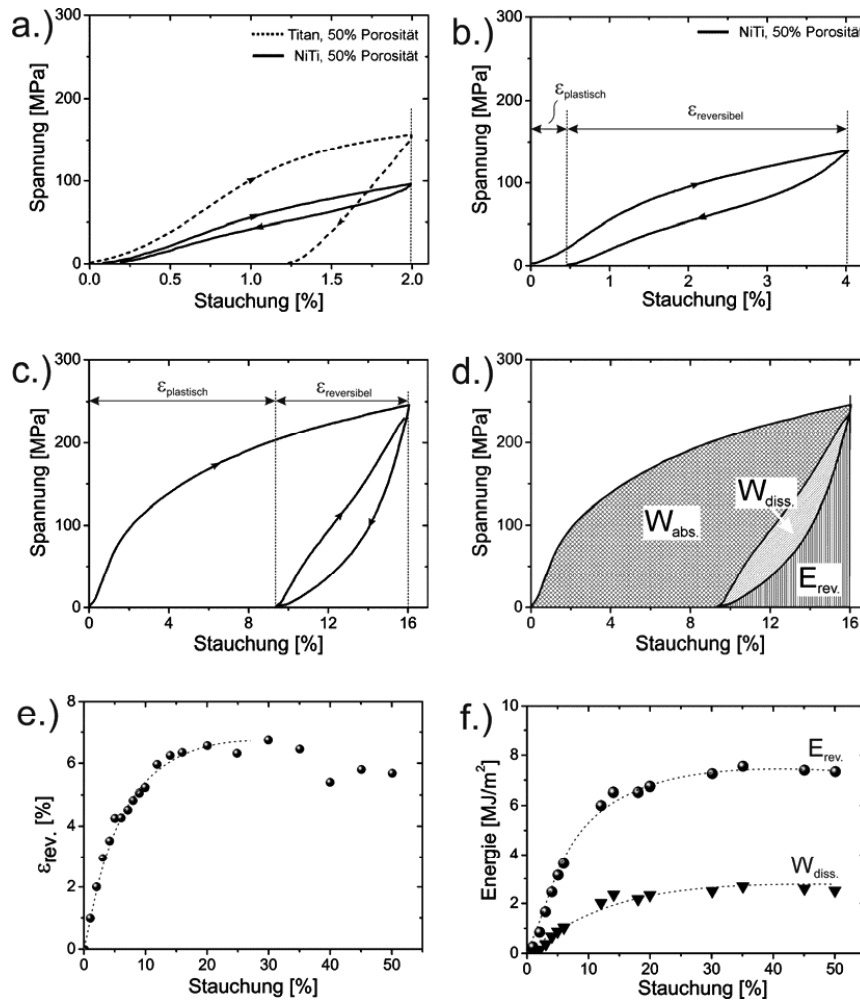 a.)
Titan, 50% Porosität
NiTi, 50% Porosität
300
200
100
0
Spannung [MPa]
0.0 0.5 1.0 1.5 2.0
Stauchung [%]
b.)
NiTi, 50% Porosität
εplastisch
εreversibel
300
200
100
0
Spannung [MPa]
0 1 2 3 4
Stauchung [%]
c.)
εplastisch εreversibel
300
200
100
0
Spannung [MPa]
0 4 8 12 16
Stauchung [%]
d.)
Wabs.
Wdiss.
Erev.
300
200
100
0
Spannung [MPa]
0 4 8 12 16
Stauchung [%]
e.)
8
6
4
2
0
εrev. [%]
0 10 20 30 40 50
Stauchung [%]
f.)
Erev.
Wdiss.
10
8
6
4
2
0
Energie [MJ/m²]
0 10 20 30 40 50
Stauchung [%]